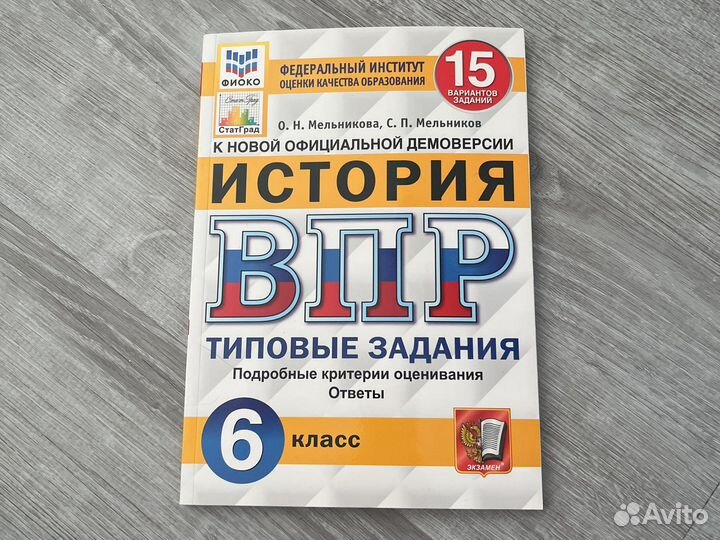 ФИОКО
ФЕДЕРАЛЬНЫЙ ИНСТИТУТ
ОЦЕНКИ КАЧЕСТВА ОБРАЗОВАНИЯ
15
ВАРИАНТОВ
ЗАДАНИЙ
СтатГрад
СтатГрад
О. Н. Мельникова, С. П. Мельников
К НОВОЙ ОФИЦИАЛЬНОЙ ДЕМОВЕРСИИ
ИСТОРИЯ
ВПР
ТИПОВЫЕ ЗАДАНИЯ
Подробные критерии оценивания
Ответы
6 класс
ЭКЗАМЕН
Avito